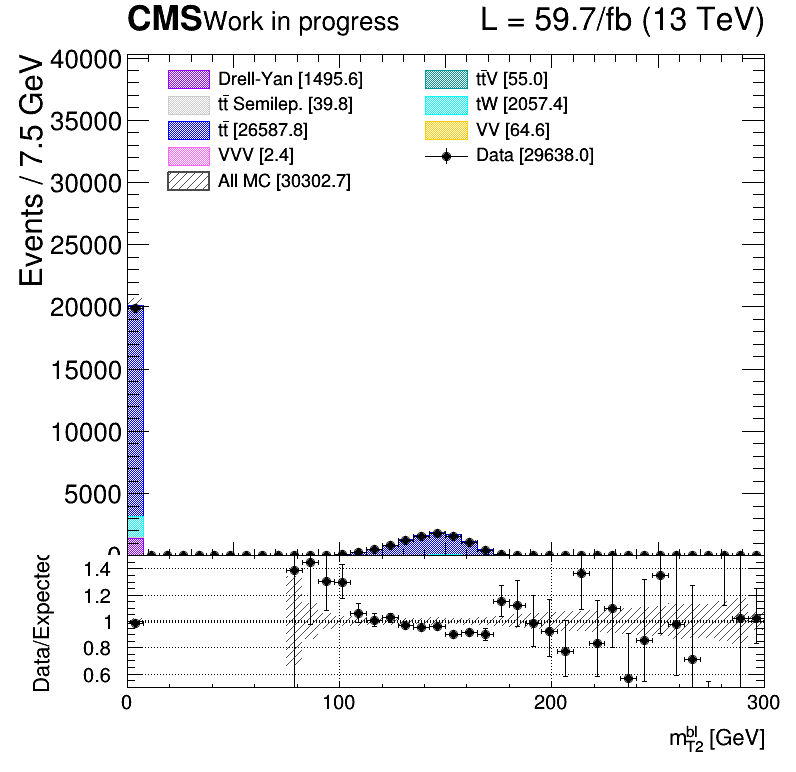 CMS Work in progress L = 59.7/fb (13 TeV)
Events / 7.5 GeV
40000
35000
30000
25000
20000
15000
10000
5000
0
Drell-Yan [1495.6]
tt̄ Semilep. [39.8]
tt̄ [26587.8]
VVV [2.4]
All MC [30302.7]
tt̄V [55.0]
tW [2057.4]
VV [64.6]
Data [29638.0]
Data/Expected
1.4
1.2
1
0.8
0.6
0 100 200 300
m_{T2}^{bl} [GeV]